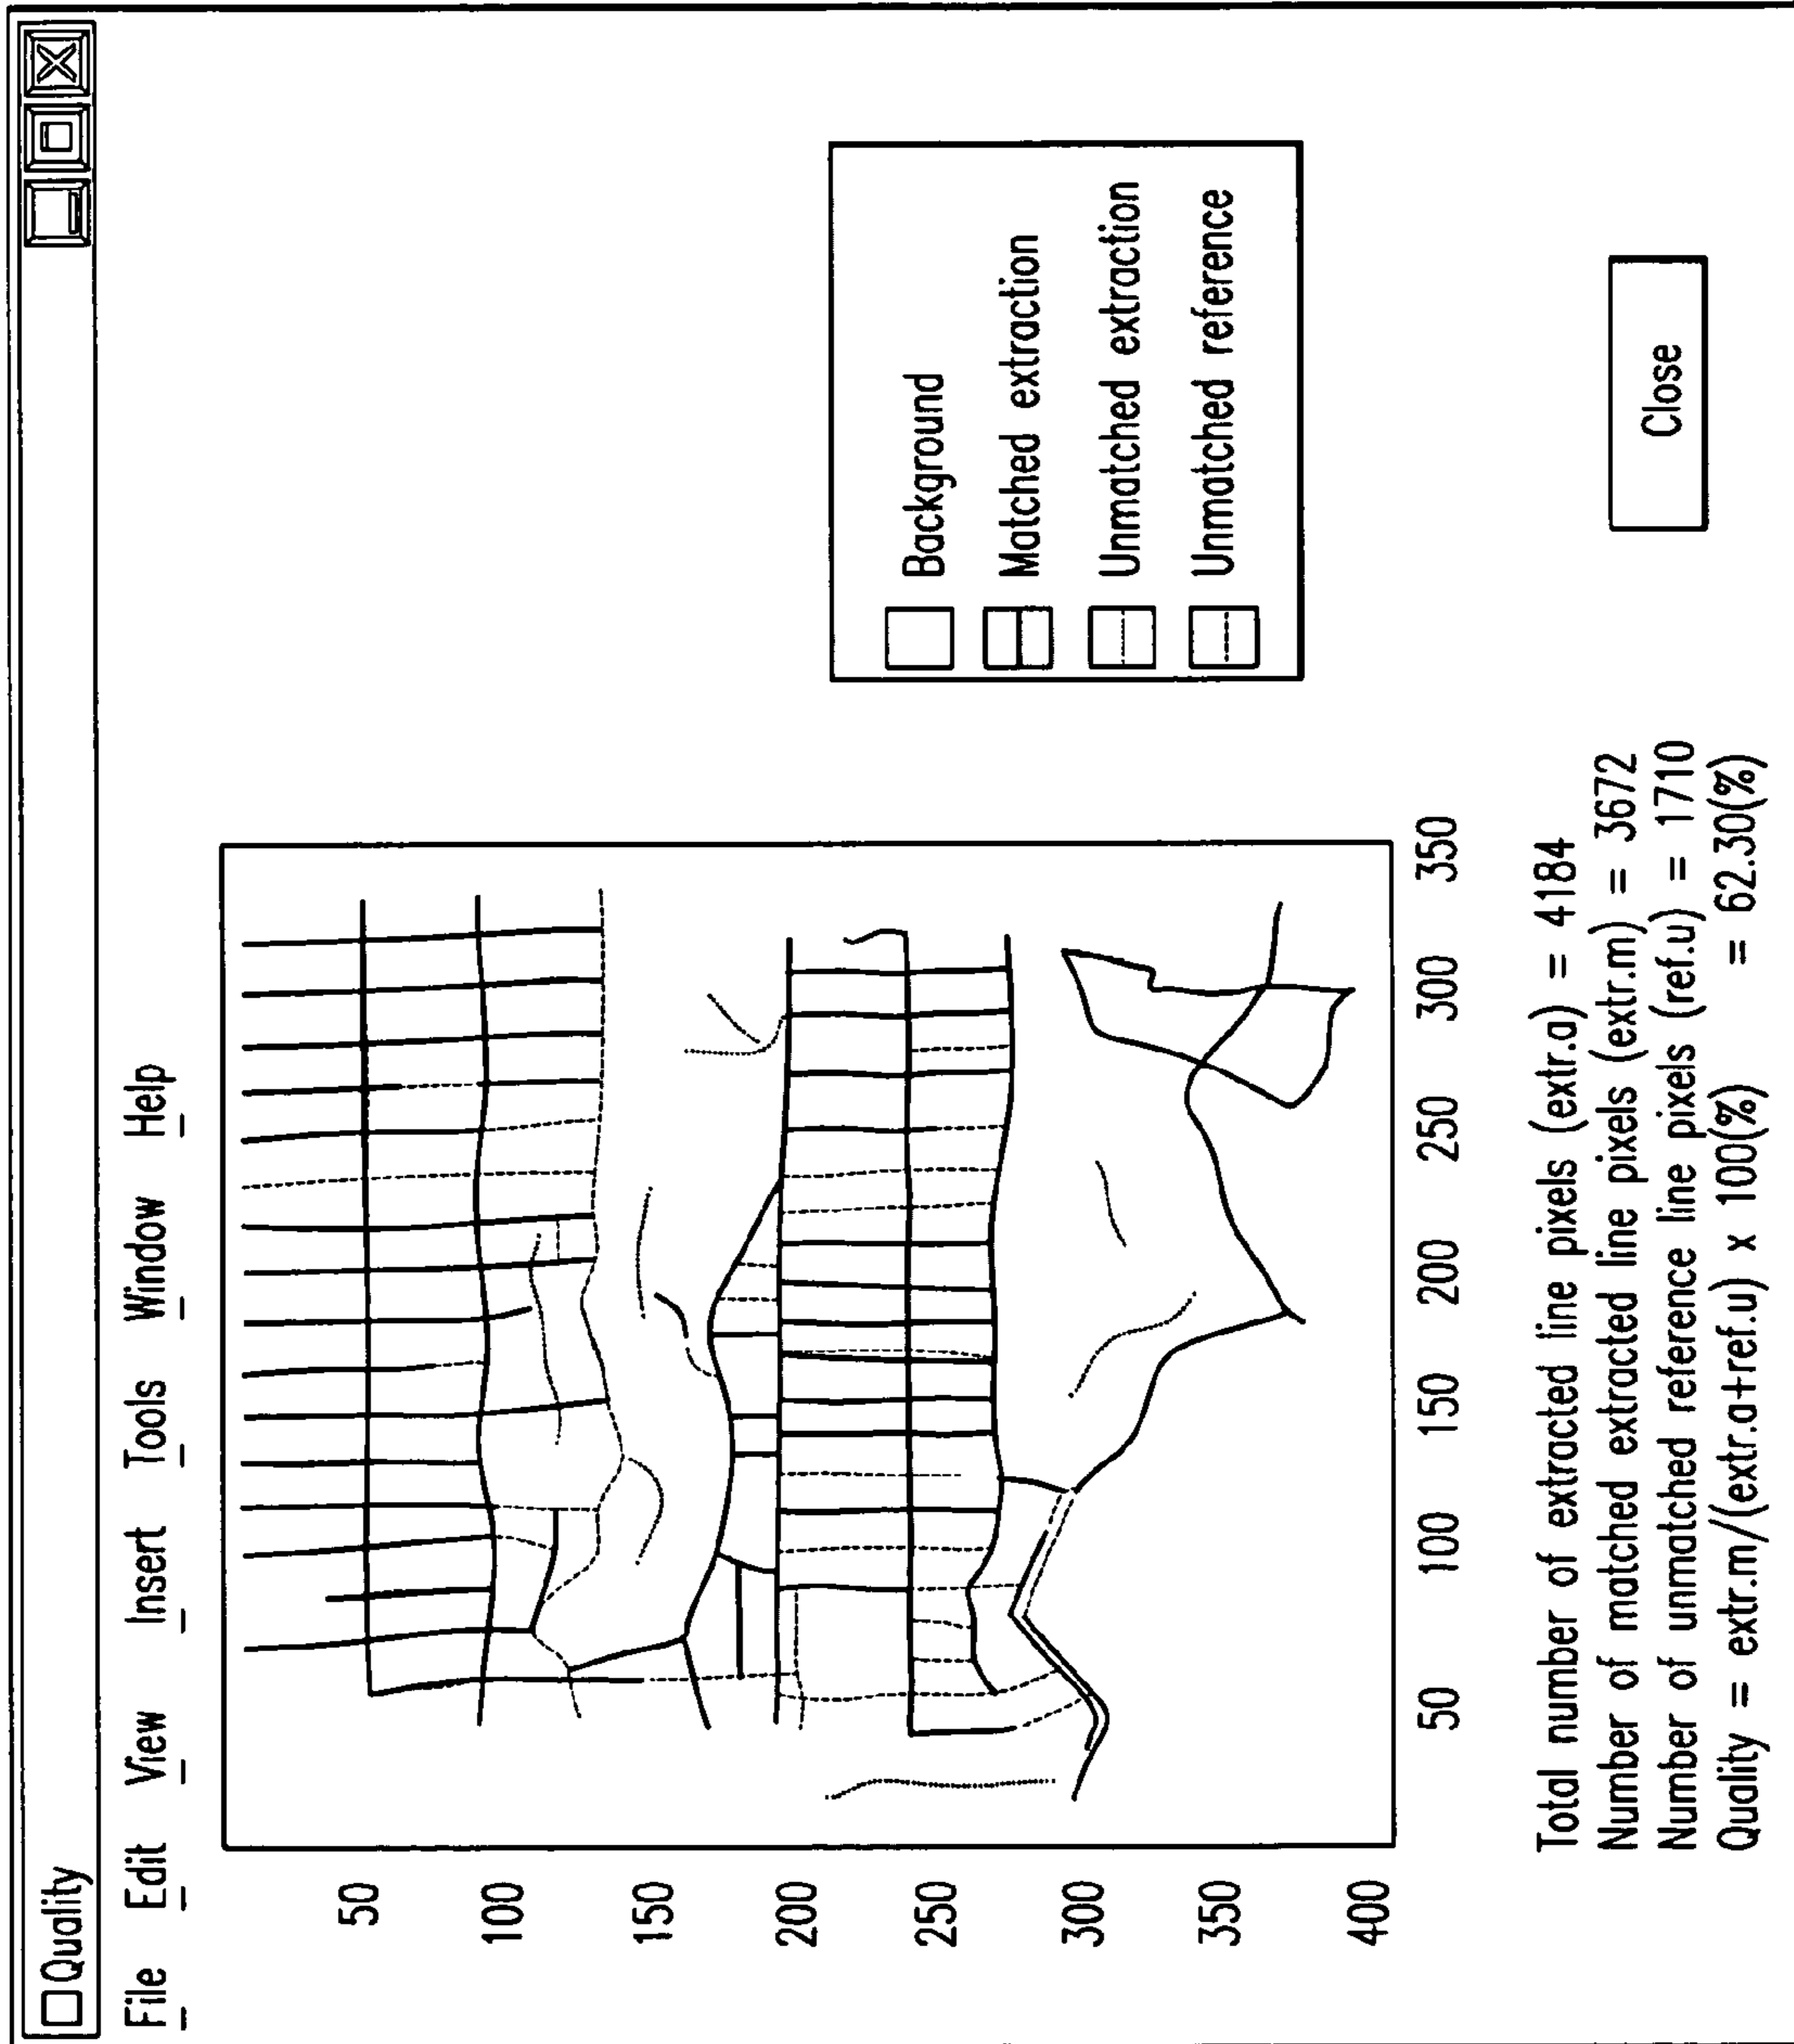 Quality
File Edit View Insert Tools Window Help
50
100
150
200
250
300
350
400
50 100 150 200 250 300 350
Background
Matched extraction
Unmatched extraction
Unmatched reference
Total number of extracted line pixels (extr.a) = 4184
Number of matched extracted line pixels (extr.m) = 3672
Number of unmatched reference line pixels (ref.u) = 1710
Quality = extr.m/(extr.a+ref.u) x 100(%) = 62.30(%)
Close